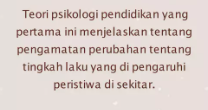 Teori psikologi pendidikan yang
pertama ini menjelaskan tentang
pengamatan perubahan tentang
tingkah laku yang di pengaruhi
peristiwa di sekitar.